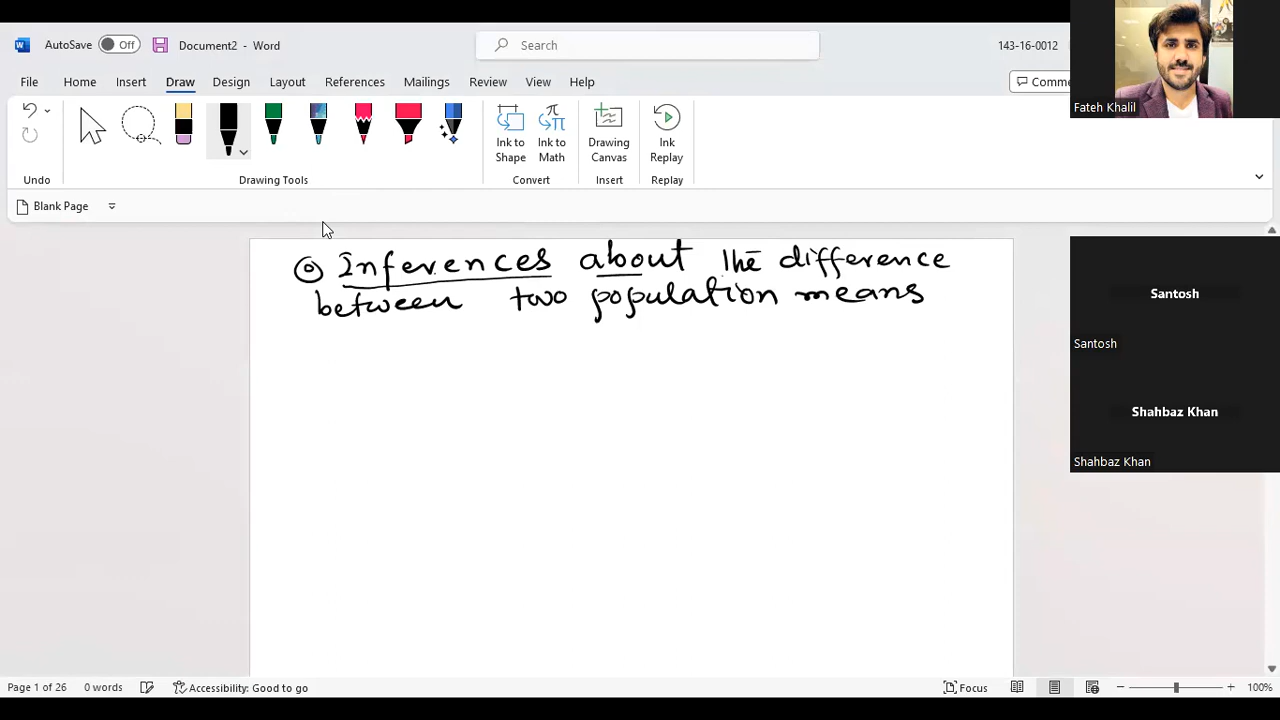 AutoSave Off Document2 - Word Search 143-16-0012
File Home Insert Draw Design Layout References Mailings Review View Help Comme
Fateh Khalil
Ink to Shape
Ink to Math
Drawing Canvas
Ink Replay
Undo Drawing Tools Convert Insert Replay
Blank Page
Inferences about the difference
between two population means
Santosh
Santosh
Shahbaz Khan
Shahbaz Khan
Page 1 of 26 0 words Accessibility: Good to go Focus 100%